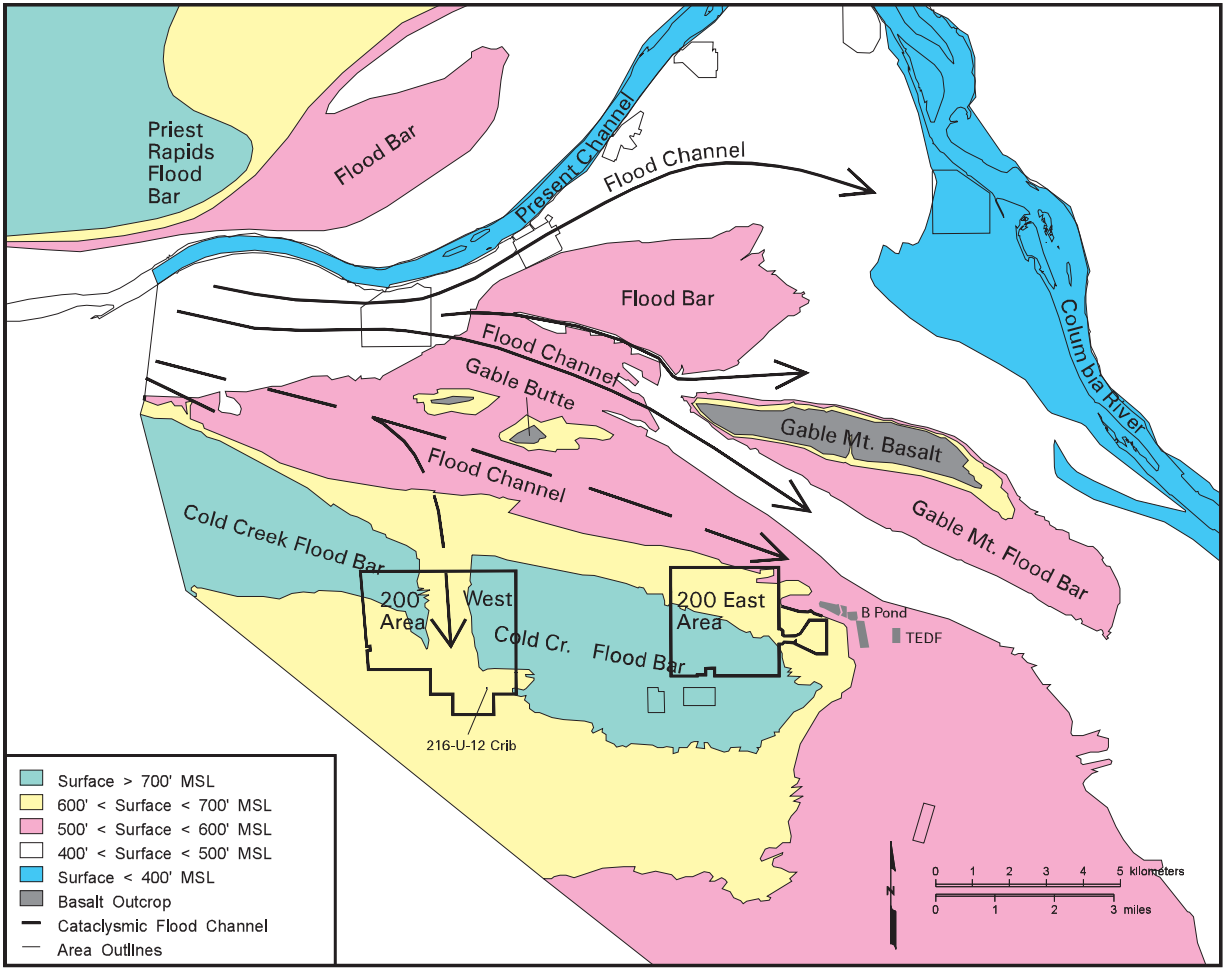 Priest
Rapids
Flood
Bar
Flood Bar
Present Channel
Flood Channel
Flood Bar
Flood Channel
Gable Butte
Columbia River
Gable Mt. Basalt
Flood Channel
Gable Mt. Flood Bar
Cold Creek Flood Bar
200 West
Area
200 East
Area
Cold Cr. Flood Bar
B Pond
TEDF
216-U-12 Crib
Surface > 700' MSL
600' < Surface < 700' MSL
500' < Surface < 600' MSL
400' < Surface < 500' MSL
Surface < 400' MSL
Basalt Outcrop
Cataclysmic Flood Channel
Area Outlines
N
0 1 2 3 4 5 kilometers
0 1 2 3 miles